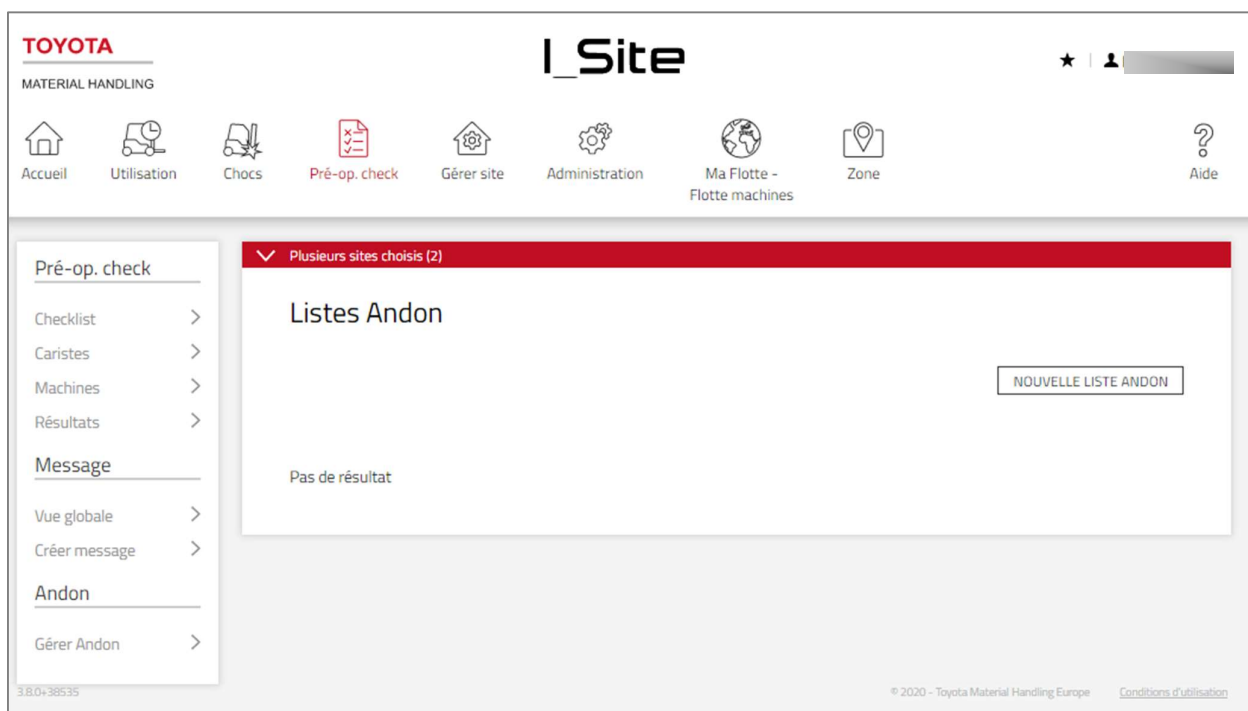 TOYOTA
MATERIAL HANDLING
I_Site
Accueil
Utilisation
Chocs
Pré-op. check
Gérer site
Administration
Ma Flotte -
Flotte machines
Zone
Aide
Pré-op. check
Checklist
Caristes
Machines
Résultats
Message
Vue globale
Créer message
Andon
Gérer Andon
Plusieurs sites choisis (2)
Listes Andon
NOUVELLE LISTE ANDON
Pas de résultat
3.8.0+38535
© 2020 - Toyota Material Handling Europe
Conditions d'utilisation